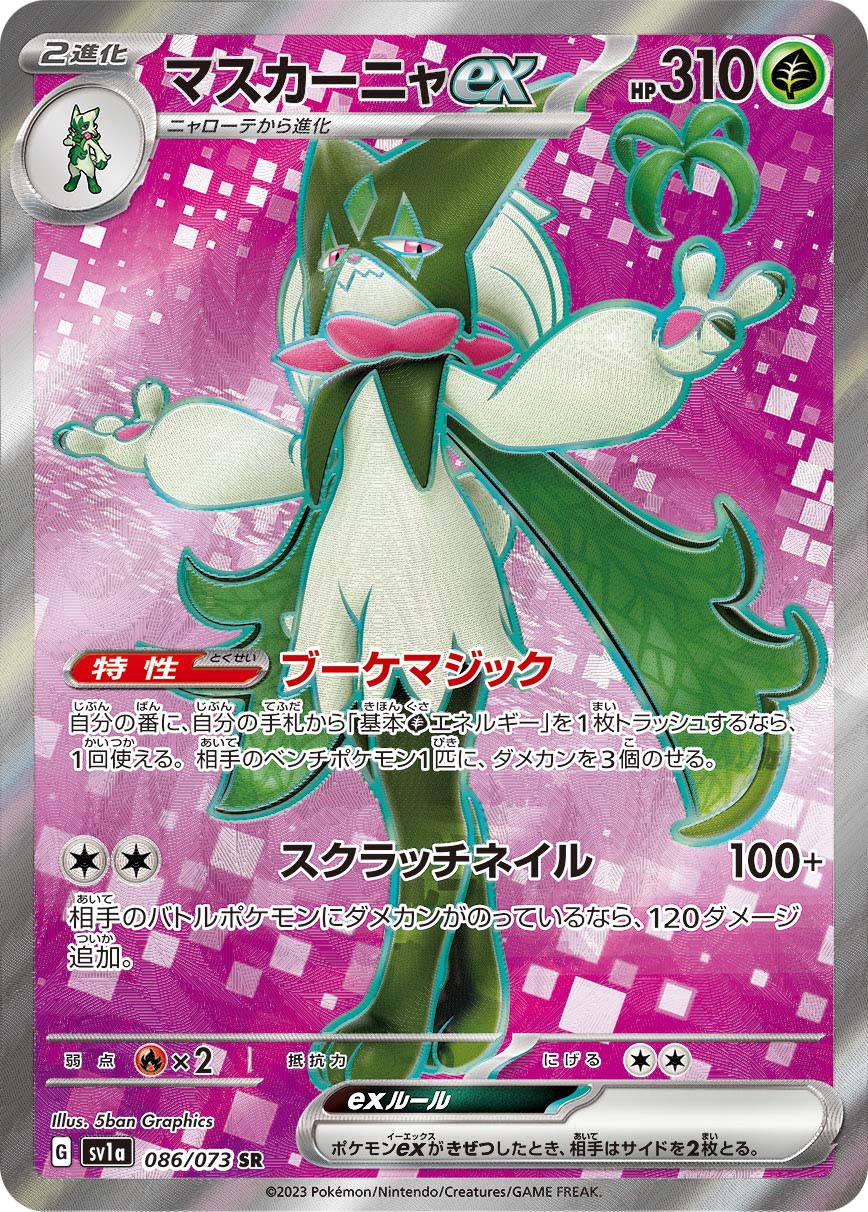 2進化
マスカーニャex
HP310
ニャローテから進化
特性
とくせい
ブーケマジック
じぶん ばん じぶん てふだ きほん くさ まい
自分の番に、自分の手札から「基本エネルギー」を1枚トラッシュするなら、
かいつか あいて ぴき こ
1回使える。相手のベンチポケモン1匹に、ダメカンを3個のせる。
スクラッチネイル 100+
あいて
相手のバトルポケモンにダメカンがのっているなら、120ダメージ
ついか
追加。
弱点 ×2 抵抗力 にげる
exルール
イーエックス あいて まい
ポケモンexがきぜつしたとき、相手はサイドを2枚とる。
Illus. 5ban Graphics
G sv1a 086/073 SR
©2023 Pokémon/Nintendo/Creatures/GAME FREAK.